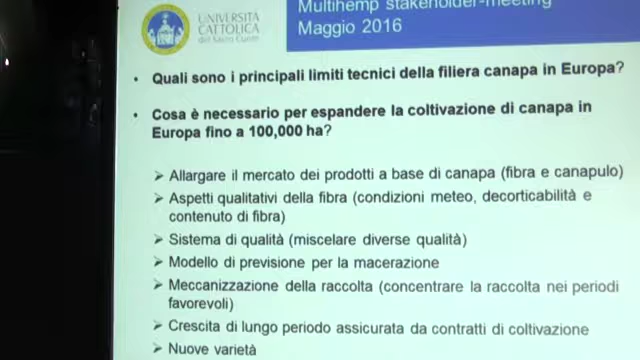 UNIVERSITÀ
CATTOLICA
del Sacro Cuore
Multihemp stakeholder-meeting
Maggio 2016
• Quali sono i principali limiti tecnici della filiera canapa in Europa?
• Cosa è necessario per espandere la coltivazione di canapa in
Europa fino a 100,000 ha?
➢ Allargare il mercato dei prodotti a base di canapa (fibra e canapulo)
➢ Aspetti qualitativi della fibra (condizioni meteo, decorticabilità e
contenuto di fibra)
➢ Sistema di qualità (miscelare diverse qualità)
➢ Modello di previsione per la macerazione
➢ Meccanizzazione della raccolta (concentrare la raccolta nei periodi
favorevoli)
➢ Crescita di lungo periodo assicurata da contratti di coltivazione
➢ Nuove varietà